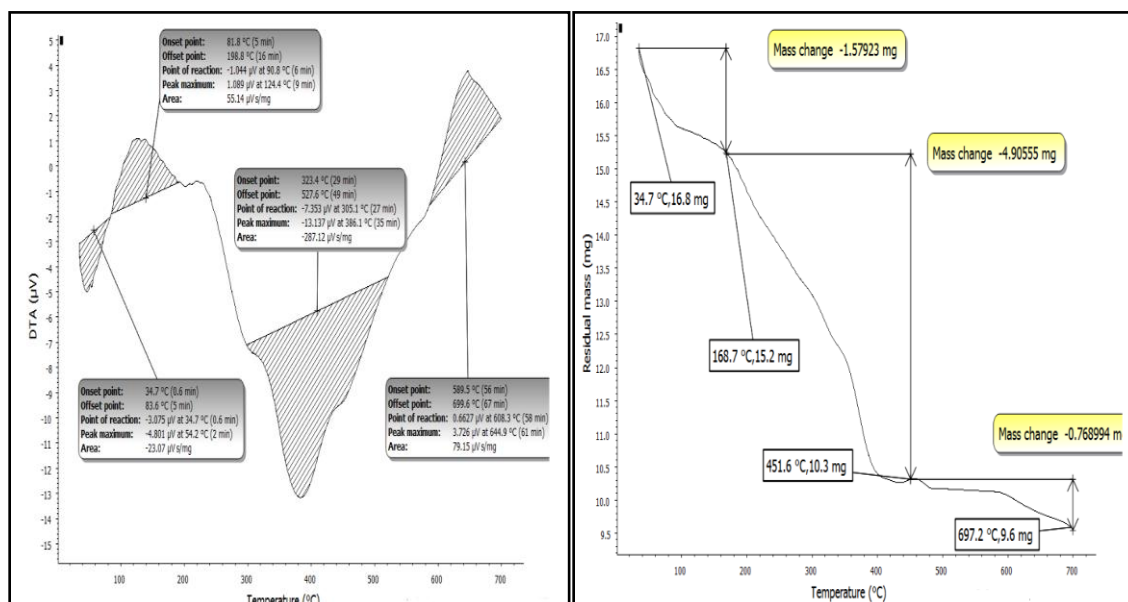 Onset point: 81.8 °C (5 min)
Offset point: 198.8 °C (16 min)
Point of reaction: -1.044 µV at 90.8 °C (6 min)
Peak maximum: 1.089 µV at 124.4 °C (9 min)
Area: 55.14 µV s/mg
Onset point: 323.4 °C (29 min)
Offset point: 527.6 °C (49 min)
Point of reaction: -7.353 µV at 305.1 °C (27 min)
Peak maximum: -13.137 µV at 386.1 °C (35 min)
Area: -287.12 µV s/mg
Onset point: 34.7 °C (0.6 min)
Offset point: 83.6 °C (5 min)
Point of reaction: -3.075 µV at 34.7 °C (0.6 min)
Peak maximum: -4.801 µV at 54.2 °C (2 min)
Area: -23.07 µV s/mg
Onset point: 589.5 °C (56 min)
Offset point: 699.6 °C (67 min)
Point of reaction: 0.6627 µV at 608.3 °C (58 min)
Peak maximum: 3.726 µV at 644.9 °C (61 min)
Area: 79.15 µV s/mg
DTA (µV)
5
4
3
2
1
0
-1
-2
-3
-4
-5
-6
-7
-8
-9
-10
-11
-12
-13
-14
-15
100 200 300 400 500 600 700
Temperature (°C)
Mass change -1.57923 mg
Mass change -4.90555 mg
Mass change -0.768994 m
34.7 °C,16.8 mg
168.7 °C,15.2 mg
451.6 °C,10.3 mg
697.2 °C,9.6 mg
Residual mass (mg)
17.0
16.5
16.0
15.5
15.0
14.5
14.0
13.5
13.0
12.5
12.0
11.5
11.0
10.5
10.0
9.5
100 200 300 400 500 600 700
Temperature (°C)